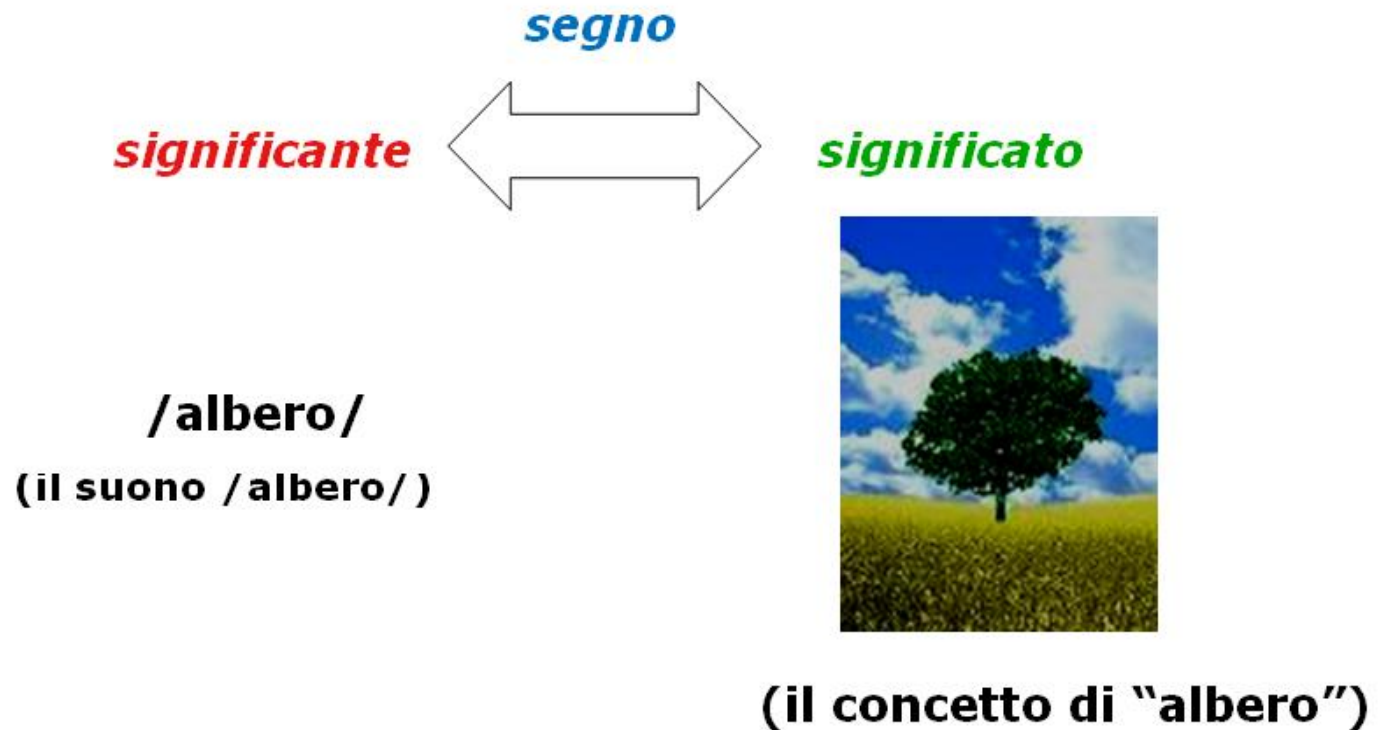 segno
significante
significato
/albero/
(il suono /albero/)
(il concetto di “albero”)